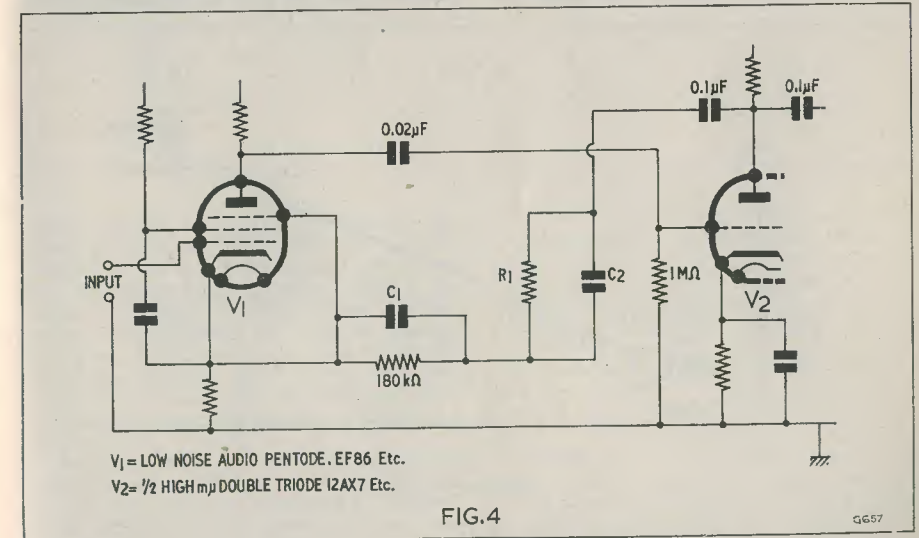 0.1µF
0.1µF
0.02µF
INPUT
V1
C1
R1
C2
1MΩ
V2
180kΩ
V1= LOW NOISE AUDIO PENTODE. EF86 Etc.
V2= 1/2 HIGH mµ DOUBLE TRIODE 12AX7 Etc.
FIG.4
G657